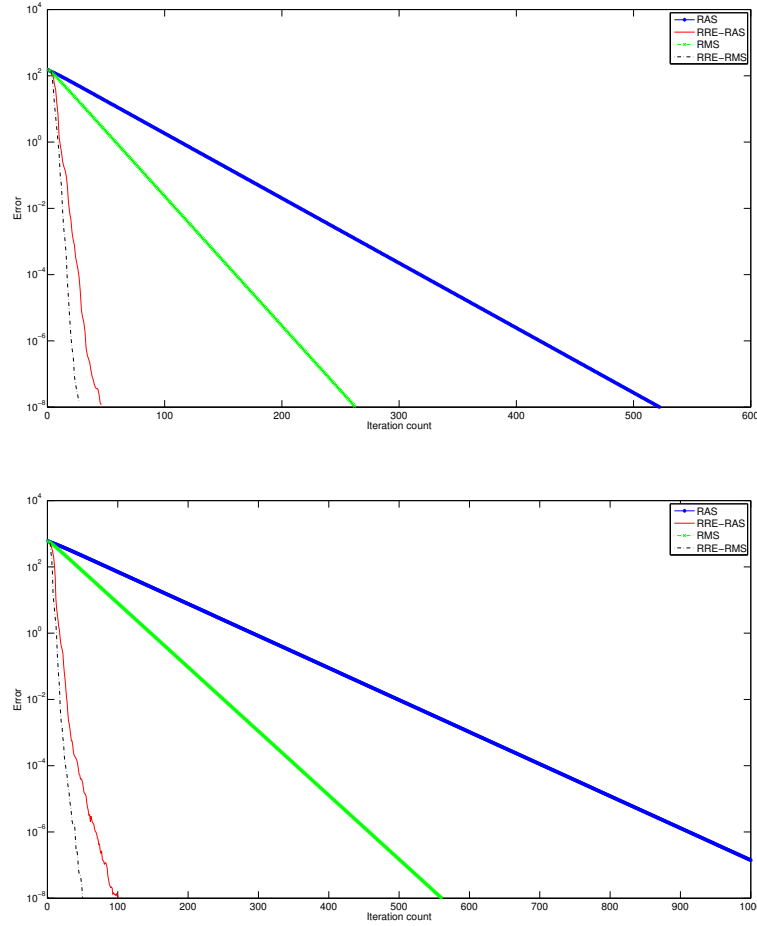 10^4
10^2
10^0
10^-2
10^-4
10^-6
10^-8
Error
0 100 200 300 400 500 600
Iteration count
RAS
RRE-RAS
RMS
RRE-RMS
10^4
10^2
10^0
10^-2
10^-4
10^-6
10^-8
Error
0 100 200 300 400 500 600 700 800 900 1000
Iteration count
RAS
RRE-RAS
RMS
RRE-RMS